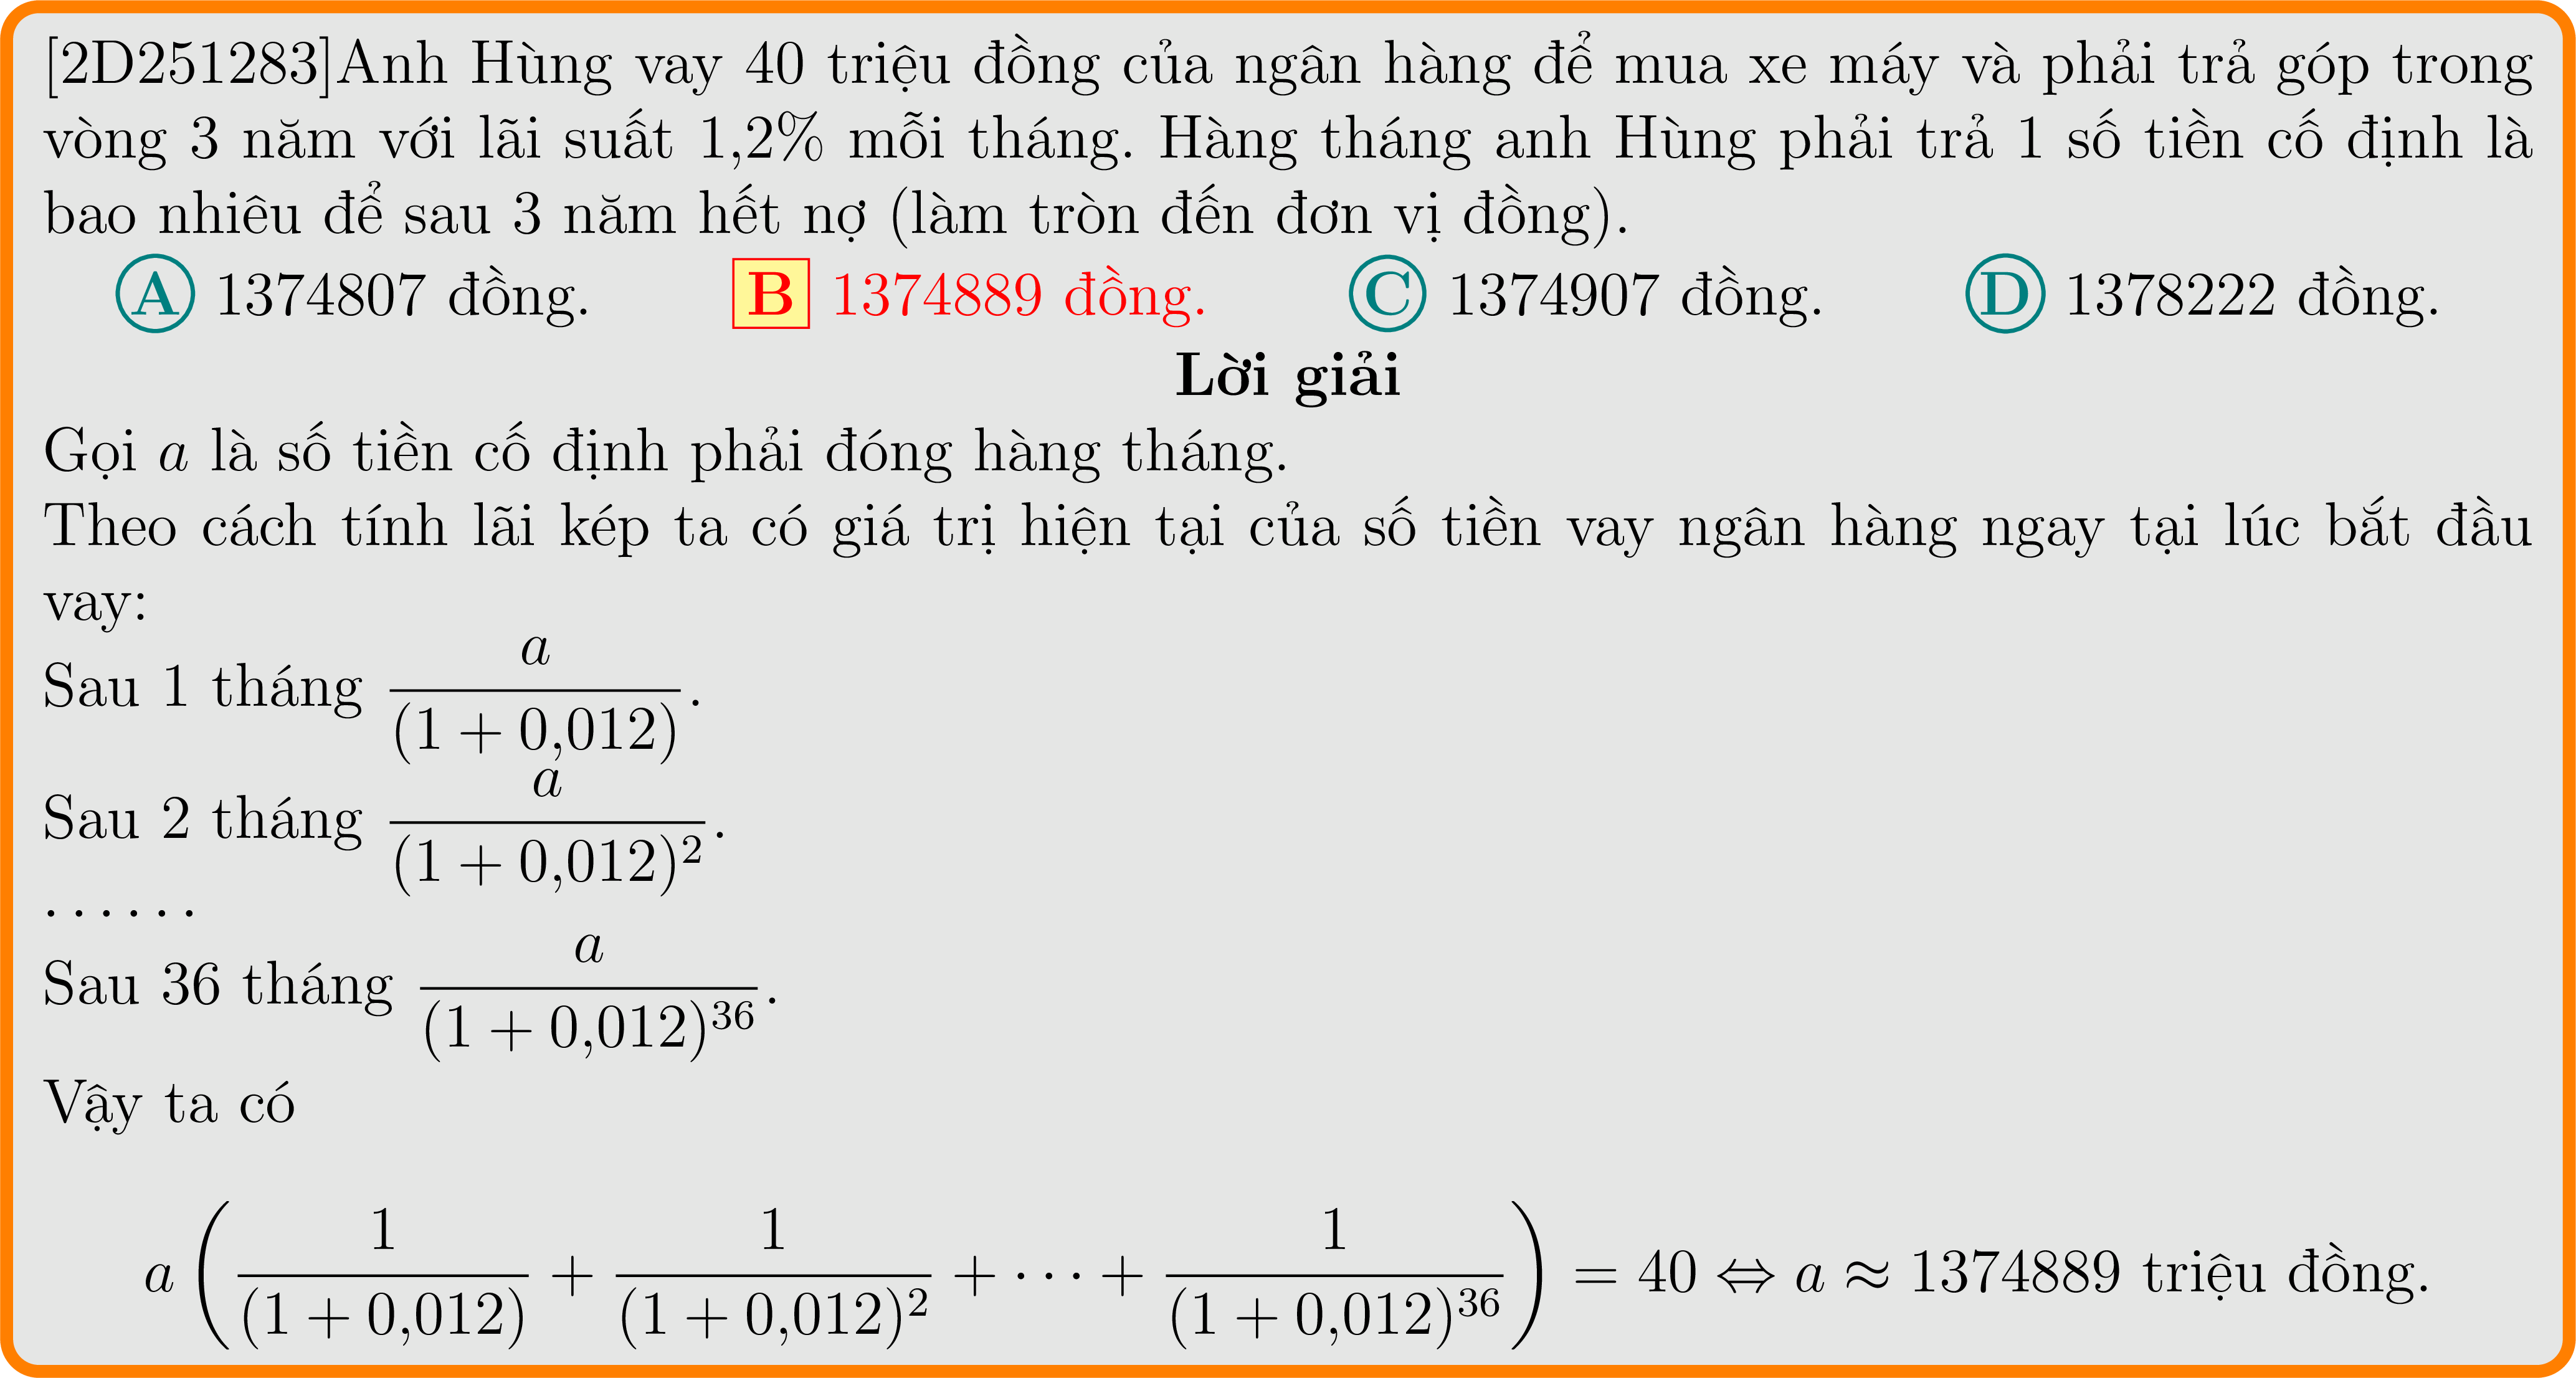 [2D251283]Anh Hùng vay 40 triệu đồng của ngân hàng để mua xe máy và phải trả góp trong
vòng 3 năm với lãi suất 1,2% mỗi tháng. Hàng tháng anh Hùng phải trả 1 số tiền cố định là
bao nhiêu để sau 3 năm hết nợ (làm tròn đến đơn vị đồng).
A 1374807 đồng. B 1374889 đồng. C 1374907 đồng. D 1378222 đồng.
Lời giải
Gọi a là số tiền cố định phải đóng hàng tháng.
Theo cách tính lãi kép ta có giá trị hiện tại của số tiền vay ngân hàng ngay tại lúc bắt đầu
vay:
Sau 1 tháng \frac{a}{(1 + 0,012)}.
Sau 2 tháng \frac{a}{(1 + 0,012)^2}.
......
Sau 36 tháng \frac{a}{(1 + 0,012)^{36}}.
Vậy ta có
a \left( \frac{1}{(1 + 0,012)} + \frac{1}{(1 + 0,012)^2} + \cdots + \frac{1}{(1 + 0,012)^{36}} \right) = 40 ⇔ a ≈ 1374889 triệu đồng.